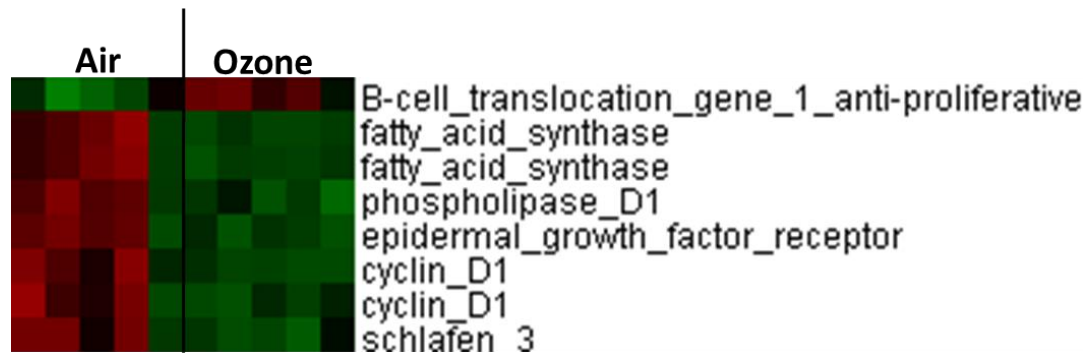 Air Ozone
B-cell_translocation_gene_1_anti-proliferative
fatty_acid_synthase
fatty_acid_synthase
phospholipase_D1
epidermal_growth_factor_receptor
cyclin_D1
cyclin_D1
schlafen_3